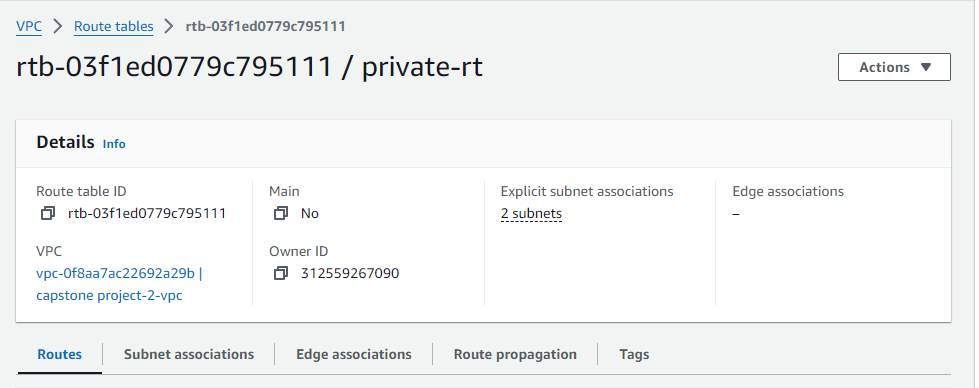 VPC > Route tables > rtb-03f1ed0779c795111
rtb-03f1ed0779c795111 / private-rt
Actions
Details Info
Route table ID
rtb-03f1ed0779c795111
Main
No
Explicit subnet associations
2 subnets
Edge associations
–
VPC
vpc-0f8aa7ac22692a29b |
capstone project-2-vpc
Owner ID
312559267090
Routes
Subnet associations
Edge associations
Route propagation
Tags